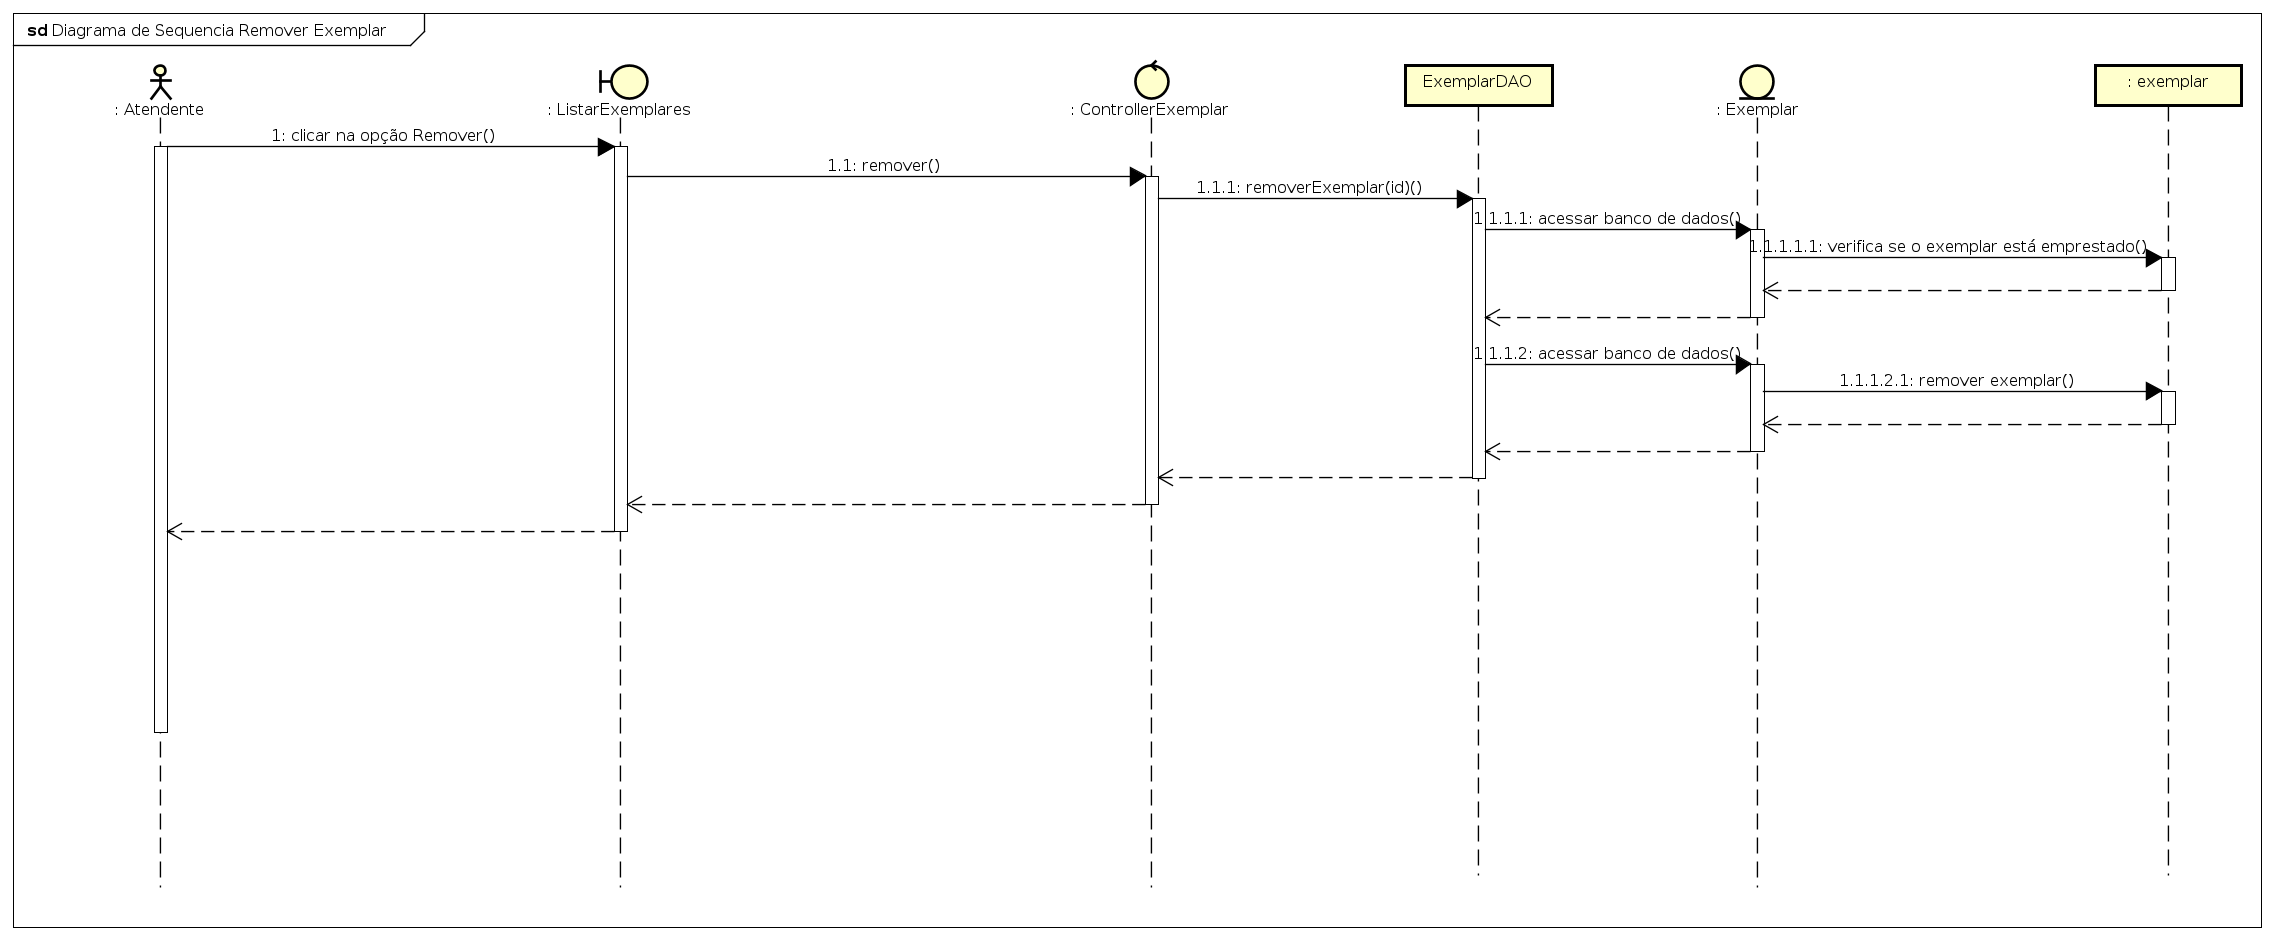 sd Diagrama de Sequencia Remover Exemplar
: Atendente
: ListarExemplares
: ControllerExemplar
ExemplarDAO
: Exemplar
: exemplar
1: clicar na opção Remover()
1.1: remover()
1.1.1: removerExemplar(id)()
1.1.1.1: acessar banco de dados()
1.1.1.1.1: verifica se o exemplar está emprestado()
1.1.1.2: acessar banco de dados()
1.1.1.2.1: remover exemplar()